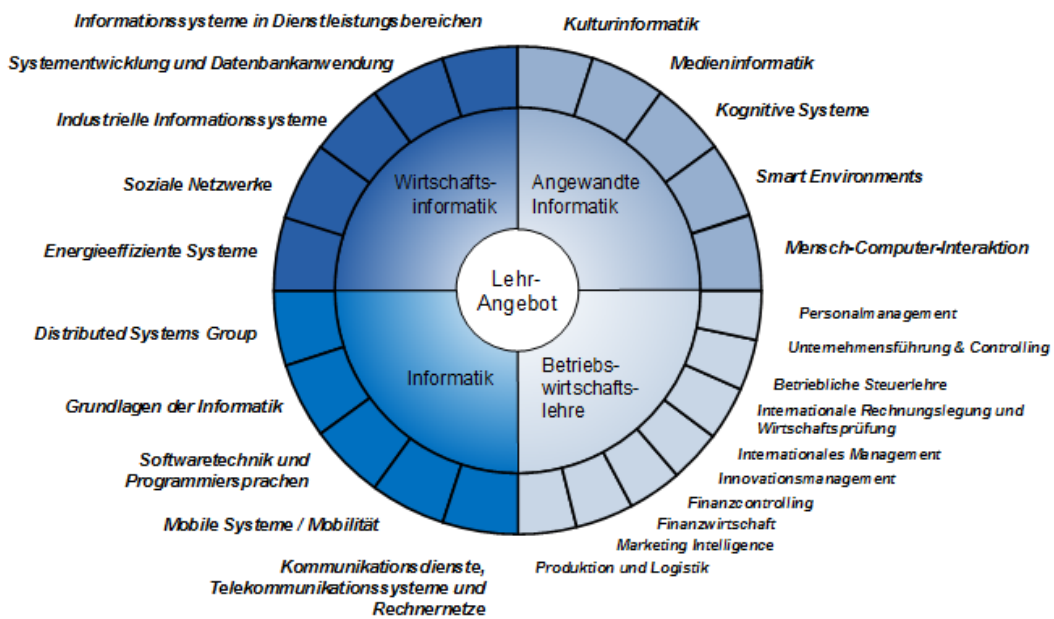 Informationssysteme in Dienstleistungsbereichen
Kulturinformatik
Systementwicklung und Datenbankanwendung
Medieninformatik
Industrielle Informationssysteme
Kognitive Systeme
Soziale Netzwerke
Smart Environments
Energieeffiziente Systeme
Mensch-Computer-Interaktion
Wirtschafts-
informatik
Angewandte
Informatik
Lehr-
Angebot
Informatik
Betriebs-
wirtschafts-
lehre
Distributed Systems Group
Grundlagen der Informatik
Softwaretechnik und
Programmiersprachen
Mobile Systeme / Mobilität
Kommunikationsdienste,
Telekommunikationssysteme und
Rechnernetze
Personalmanagement
Unternehmensführung & Controlling
Betriebliche Steuerlehre
Internationale Rechnungslegung und
Wirtschaftsprüfung
Internationales Management
Innovationsmanagement
Finanzcontrolling
Finanzwirtschaft
Marketing Intelligence
Produktion und Logistik